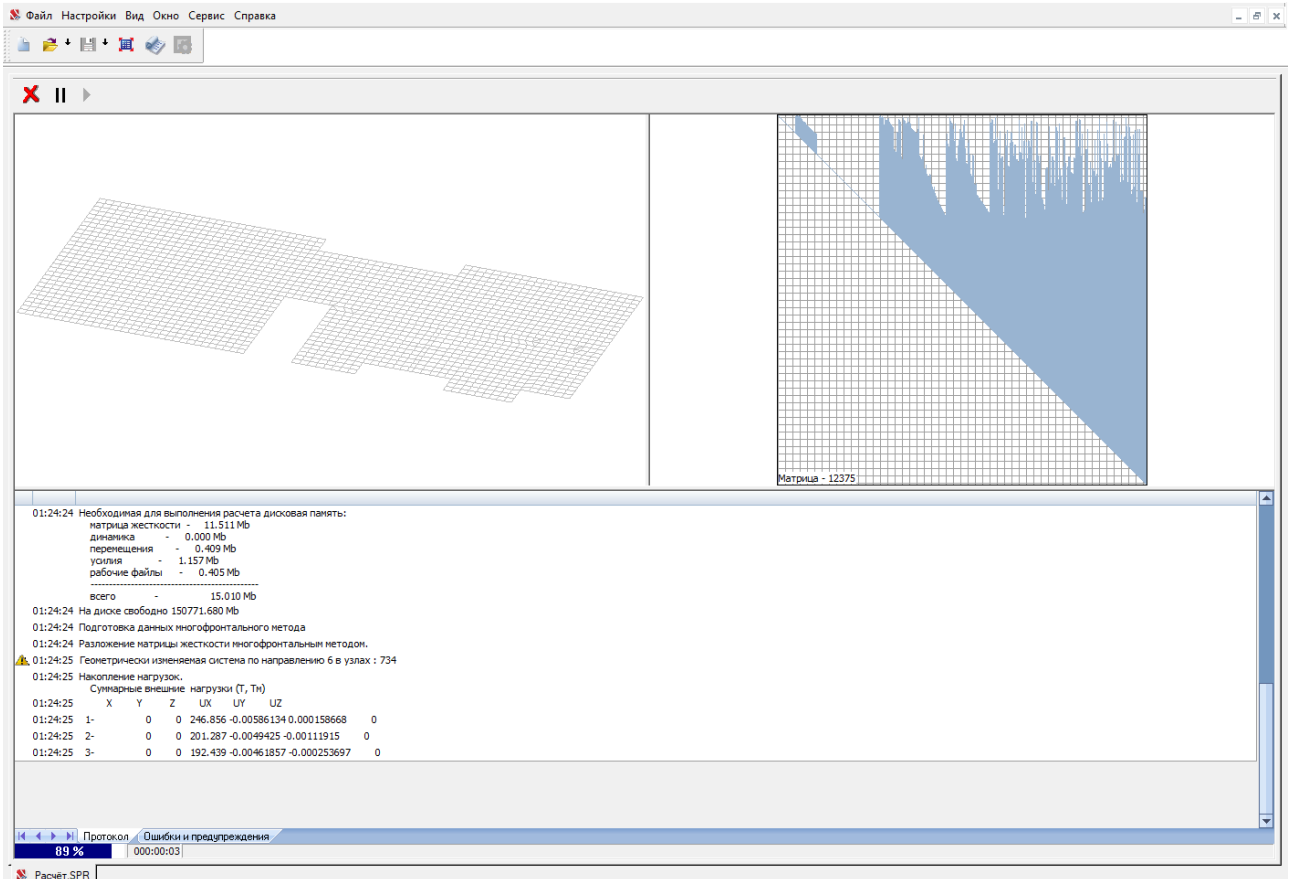 Файл Настройки Вид Окно Сервис Справка
Матрица - 12375
01:24:24 Необходимая для выполнения расчета дисковая память:
матрица жесткости - 11.511 Mb
динамика - 0.000 Mb
перемещения - 0.409 Mb
усилия - 1.157 Mb
рабочие файлы - 0.405 Mb
------------------------------------------------
всего - 15.010 Mb
01:24:24 На диске свободно 150771.680 Mb
01:24:24 Подготовка данных многофронтального метода
01:24:24 Разложение матрицы жесткости многофронтальным методом.
01:24:25 Геометрически изменяемая система по направлению 6 в узлах : 734
01:24:25 Накопление нагрузок.
Суммарные внешние нагрузки (Т, Тм)
01:24:25 X Y Z UX UY UZ
01:24:25 1- 0 0 246.856 -0.00586134 0.000158668 0
01:24:25 2- 0 0 201.287 -0.0049425 -0.00111915 0
01:24:25 3- 0 0 192.439 -0.00461857 -0.000253697 0
Протокол Ошибки и предупреждения
89 % 000:00:03
Расчёт.SPR